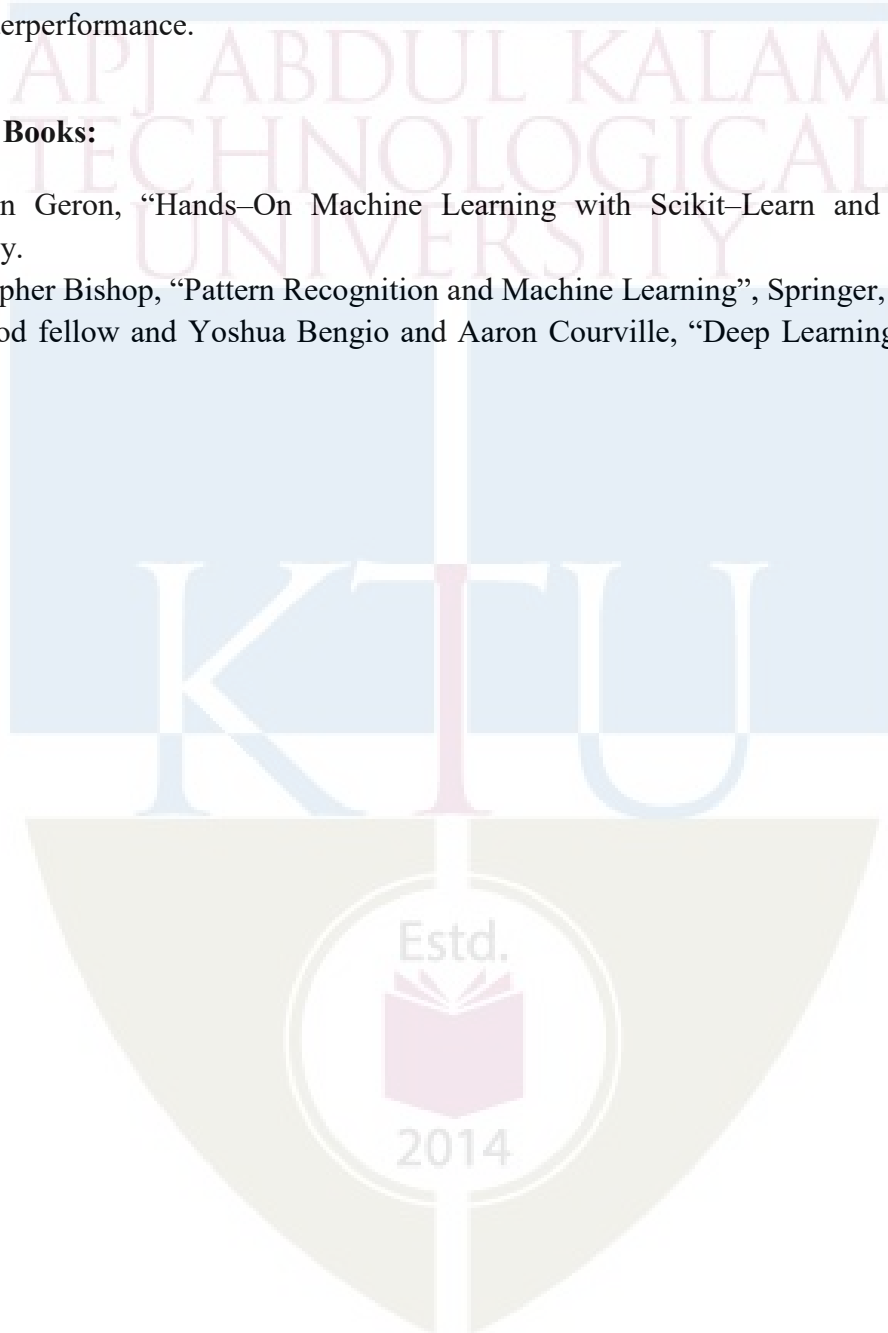 erperformance.
APJ ABDUL KALAM
TECHNOLOGICAL
UNIVERSITY
Books:
n Geron, “Hands–On Machine Learning with Scikit–Learn and
y.
pher Bishop, “Pattern Recognition and Machine Learning”, Springer,
od fellow and Yoshua Bengio and Aaron Courville, “Deep Learning
KTU
Estd.
2014